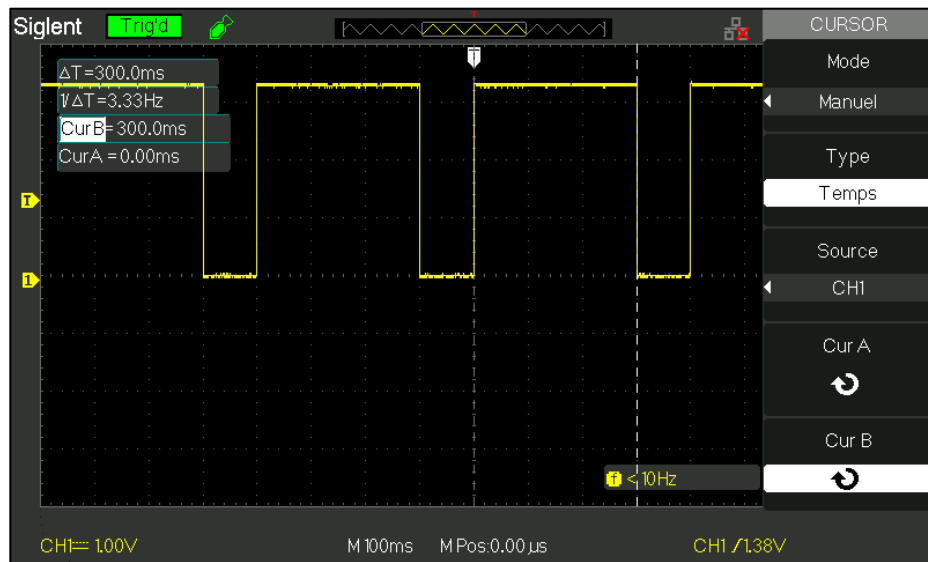 Siglent Trig'd CURSOR
T
ΔT=300.0ms
1/ΔT=3.33Hz
CurB= 300.0ms
CurA = 0.00ms
T
1
Mode
Manuel
Type
Temps
Source
CH1
Cur A
Cur B
f < 10Hz
CH1 1.00V M 100ms M Pos:0.00 µs CH1 /1.38V